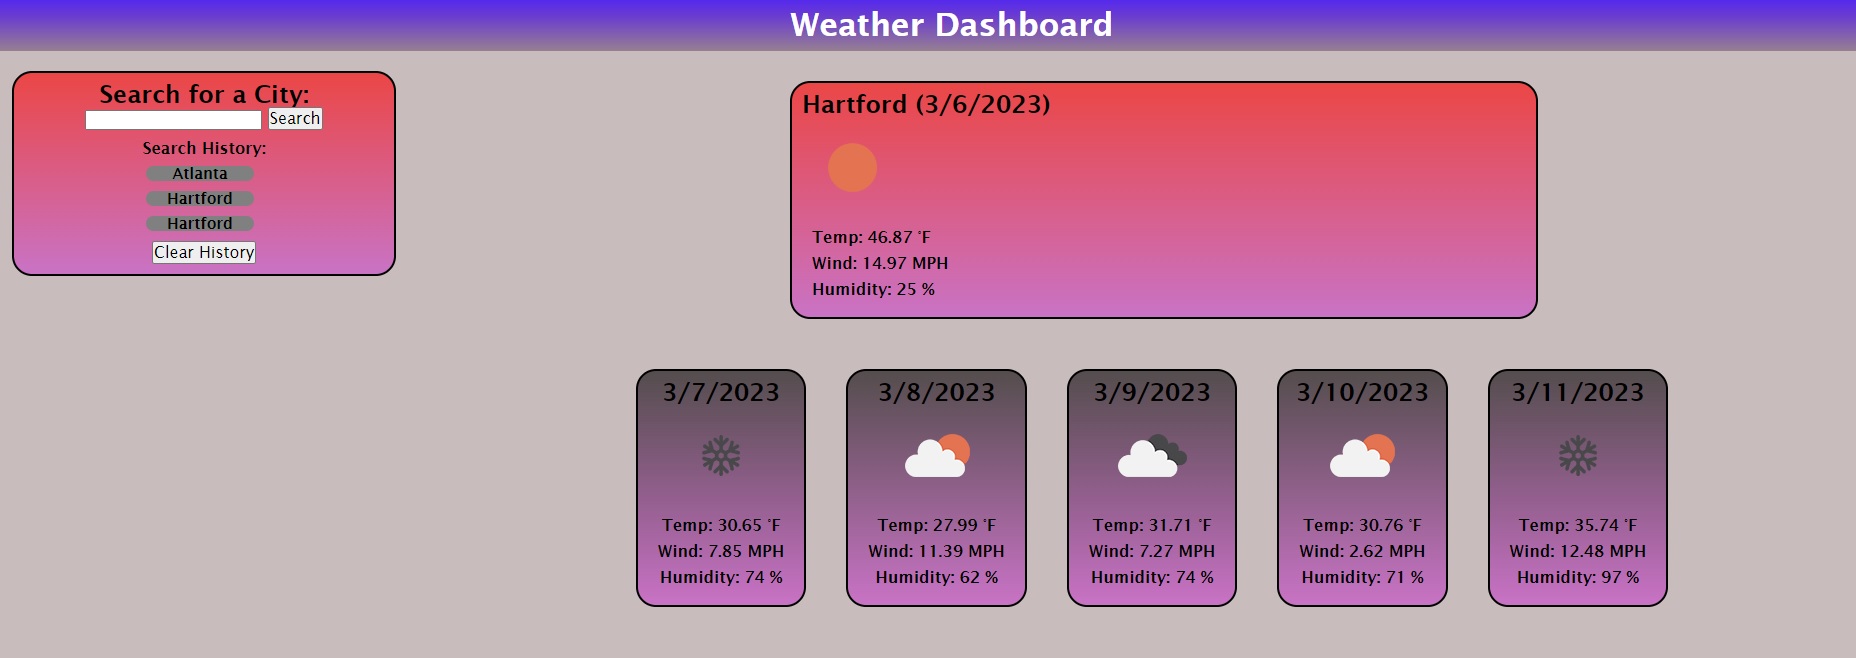 Weather Dashboard
Search for a City:
Search
Search History:
Atlanta
Hartford
Hartford
Clear History
Hartford (3/6/2023)
Temp: 46.87 °F
Wind: 14.97 MPH
Humidity: 25 %
3/7/2023
Temp: 30.65 °F
Wind: 7.85 MPH
Humidity: 74 %
3/8/2023
Temp: 27.99 °F
Wind: 11.39 MPH
Humidity: 62 %
3/9/2023
Temp: 31.71 °F
Wind: 7.27 MPH
Humidity: 74 %
3/10/2023
Temp: 30.76 °F
Wind: 2.62 MPH
Humidity: 71 %
3/11/2023
Temp: 35.74 °F
Wind: 12.48 MPH
Humidity: 97 %